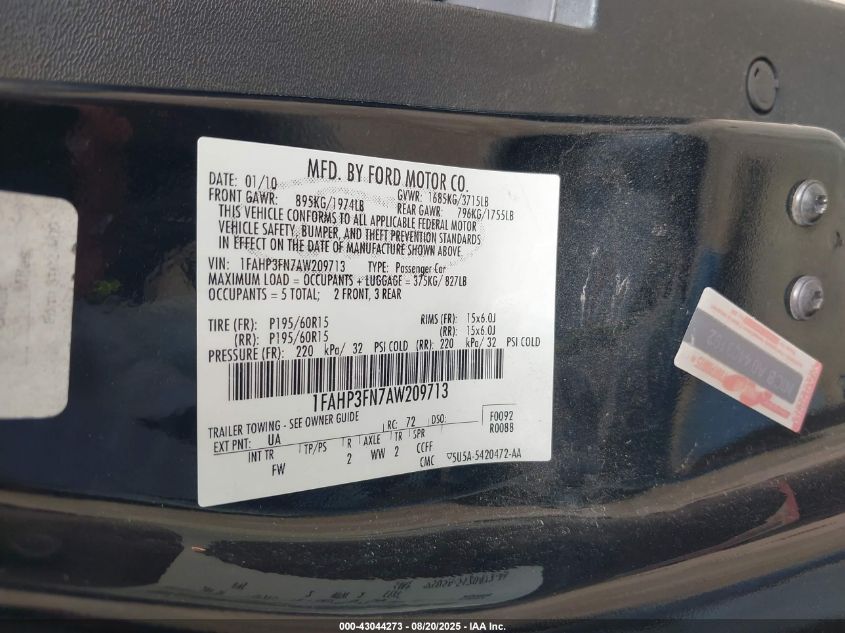 MFD. BY FORD MOTOR CO.
DATE: 01/10 GVWR: 1685KG/3715LB
FRONT GAWR: 895KG/1974LB REAR GAWR: 796KG/1755LB
THIS VEHICLE CONFORMS TO ALL APPLICABLE FEDERAL MOTOR
VEHICLE SAFETY, BUMPER, AND THEFT PREVENTION STANDARDS
IN EFFECT ON THE DATE OF MANUFACTURE SHOWN ABOVE.
VIN: 1FAHP3FN7AW209713 TYPE: Passenger Car
MAXIMUM LOAD = OCCUPANTS + LUGGAGE = 375KG/ 827LB
OCCUPANTS = 5 TOTAL; 2 FRONT, 3 REAR
TIRE (FR): P195/60R15 RIMS (FR): 15x6.0J
(RR): P195/60R15 (RR): 15x6.0J
PRESSURE (FR): 220 kPa/ 32 PSI COLD (RR): 220 kPa/ 32 PSI COLD
1FAHP3FN7AW209713
TRAILER TOWING - SEE OWNER GUIDE RC: 72 DSO: F0092
EXT PNT: UA R0088
INT TR TP/PS R AXLE TR SPR
FW 2 WW 2 CCFF
CMC 5U5A-5420472-AA
000-43044273 - 08/20/2025 - IAA Inc.